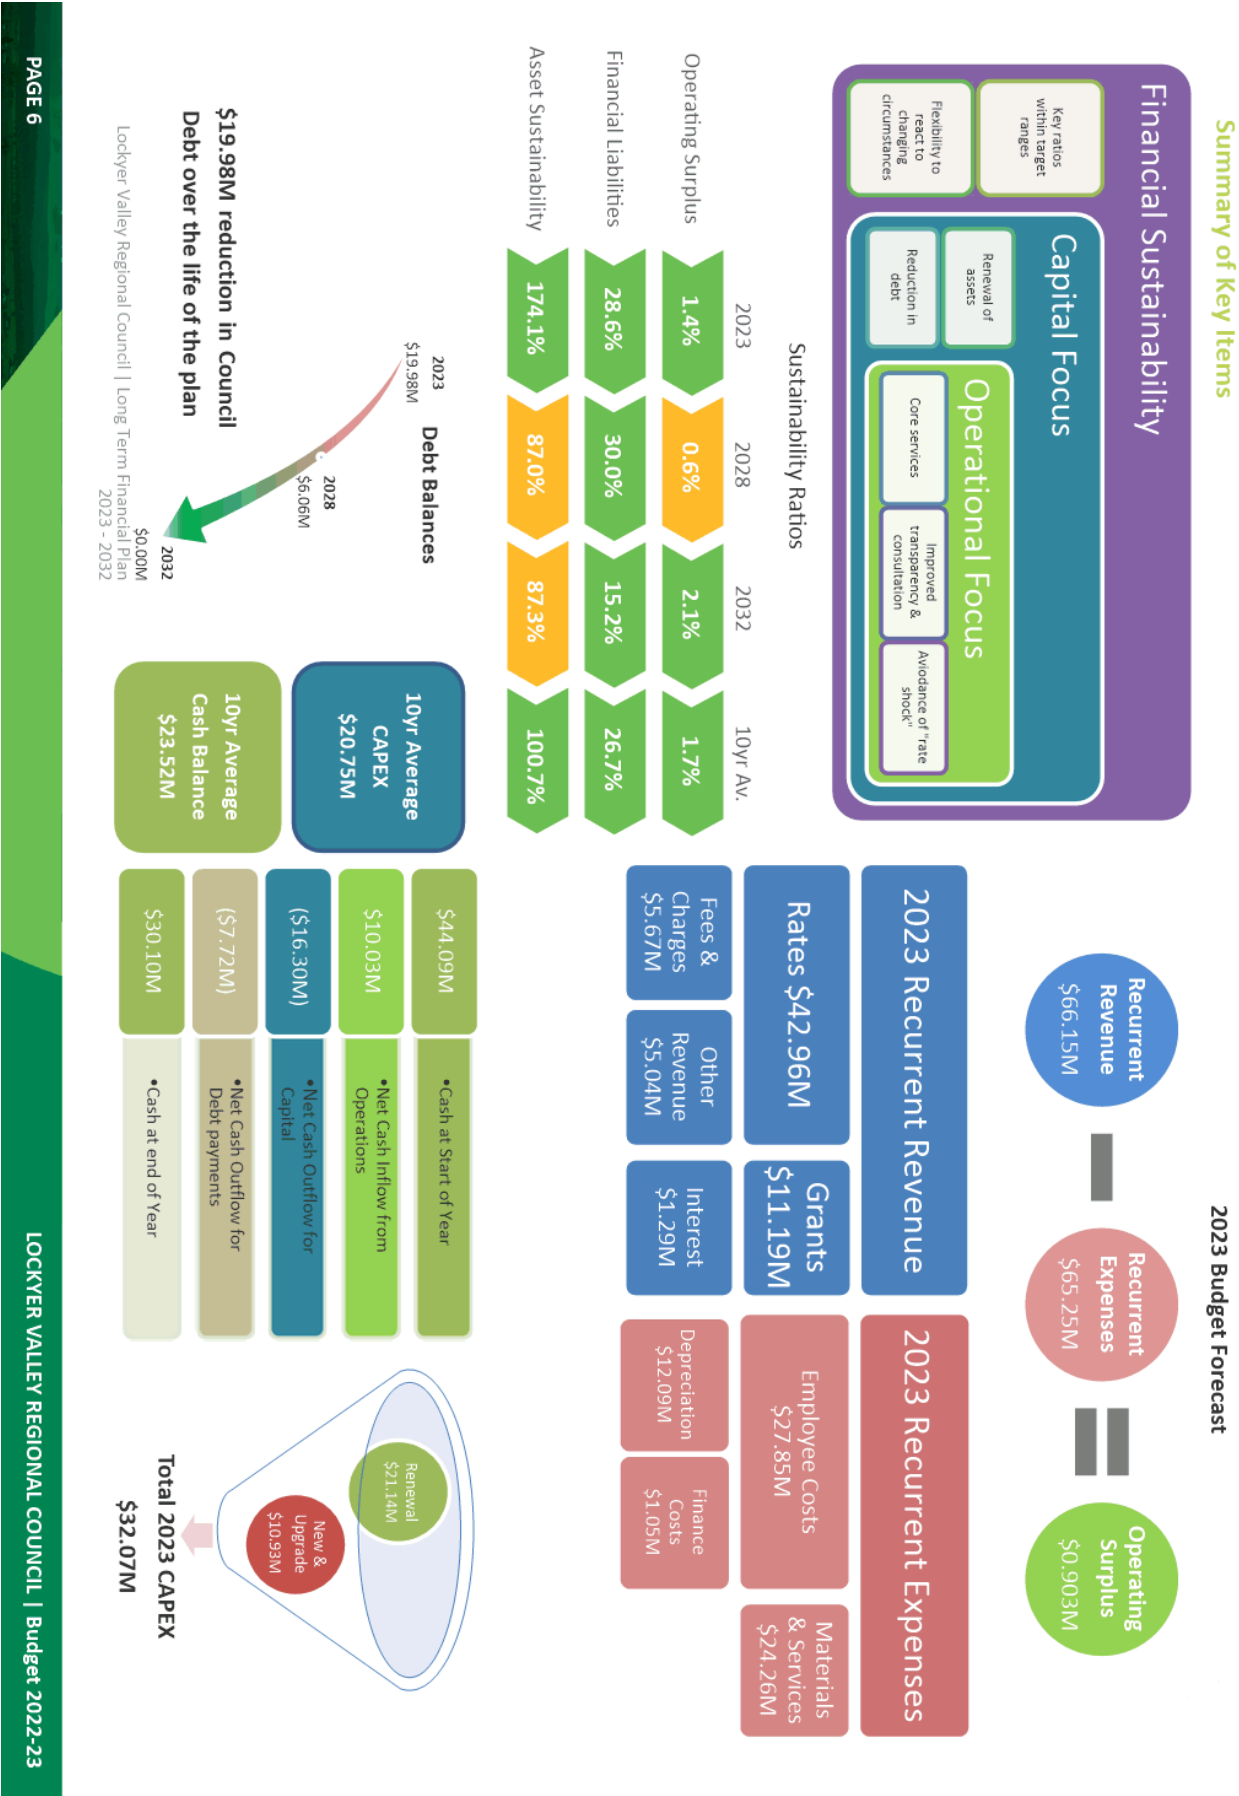 Summary of Key Items
Financial Sustainability
Key ratios
within target
ranges
Flexibility to
react to
changing
circumstances
Capital Focus
Renewal of
assets
Reduction in
debt
Operational Focus
Core services
Improved
transparency &
consultation
Aviodance of "rate
shock"
2023 Budget Forecast
Recurrent
Revenue
$66.15M
Recurrent
Expenses
$65.25M
Operating
Surplus
$0.903M
2023 Recurrent Revenue
Rates $42.96M
Grants
$11.19M
Fees &
Charges
$5.67M
Other
Revenue
$5.04M
Interest
$1.29M
2023 Recurrent Expenses
Employee Costs
$27.85M
Materials
& Services
$24.26M
Depreciation
$12.09M
Finance
Costs
$1.05M
Sustainability Ratios
2023 2028 2032 10yr Av.
Operating Surplus 1.4% 0.6% 2.1% 1.7%
Financial Liabilities 28.6% 30.0% 15.2% 26.7%
Asset Sustainability 174.1% 87.0% 87.3% 100.7%
Debt Balances
2023
$19.98M
2028
$6.06M
2032
$0.00M
$19.98M reduction in Council
Debt over the life of the plan
10yr Average
CAPEX
$20.75M
10yr Average
Cash Balance
$23.52M
$44.09M
•Cash at Start of Year
$10.03M
•Net Cash Inflow from
Operations
($16.30M)
•Net Cash Outflow for
Capital
($7.72M)
•Net Cash Outflow for
Debt payments
$30.10M
•Cash at end of Year
Renewal
$21.14M
New &
Upgrade
$10.93M
Total 2023 CAPEX
$32.07M
Lockyer Valley Regional Council | Long Term Financial Plan
2023 - 2032
PAGE 6
LOCKYER VALLEY REGIONAL COUNCIL | Budget 2022-23